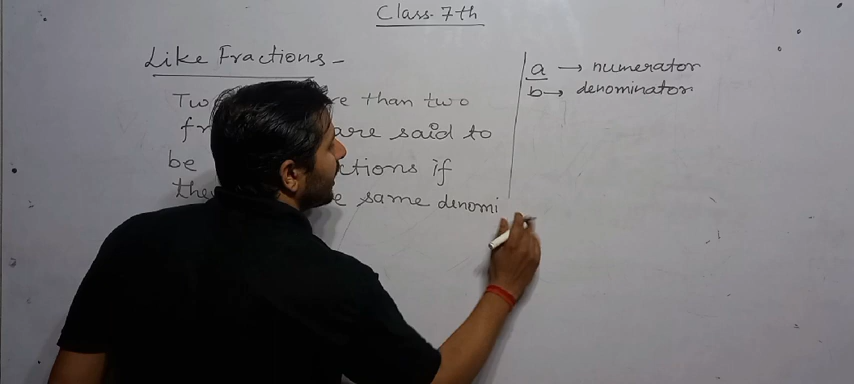 Class-7th
Like Fractions-
Tw re than two
fr are said to
be ctions if
the e same denomi
a → numerator
b → denominator